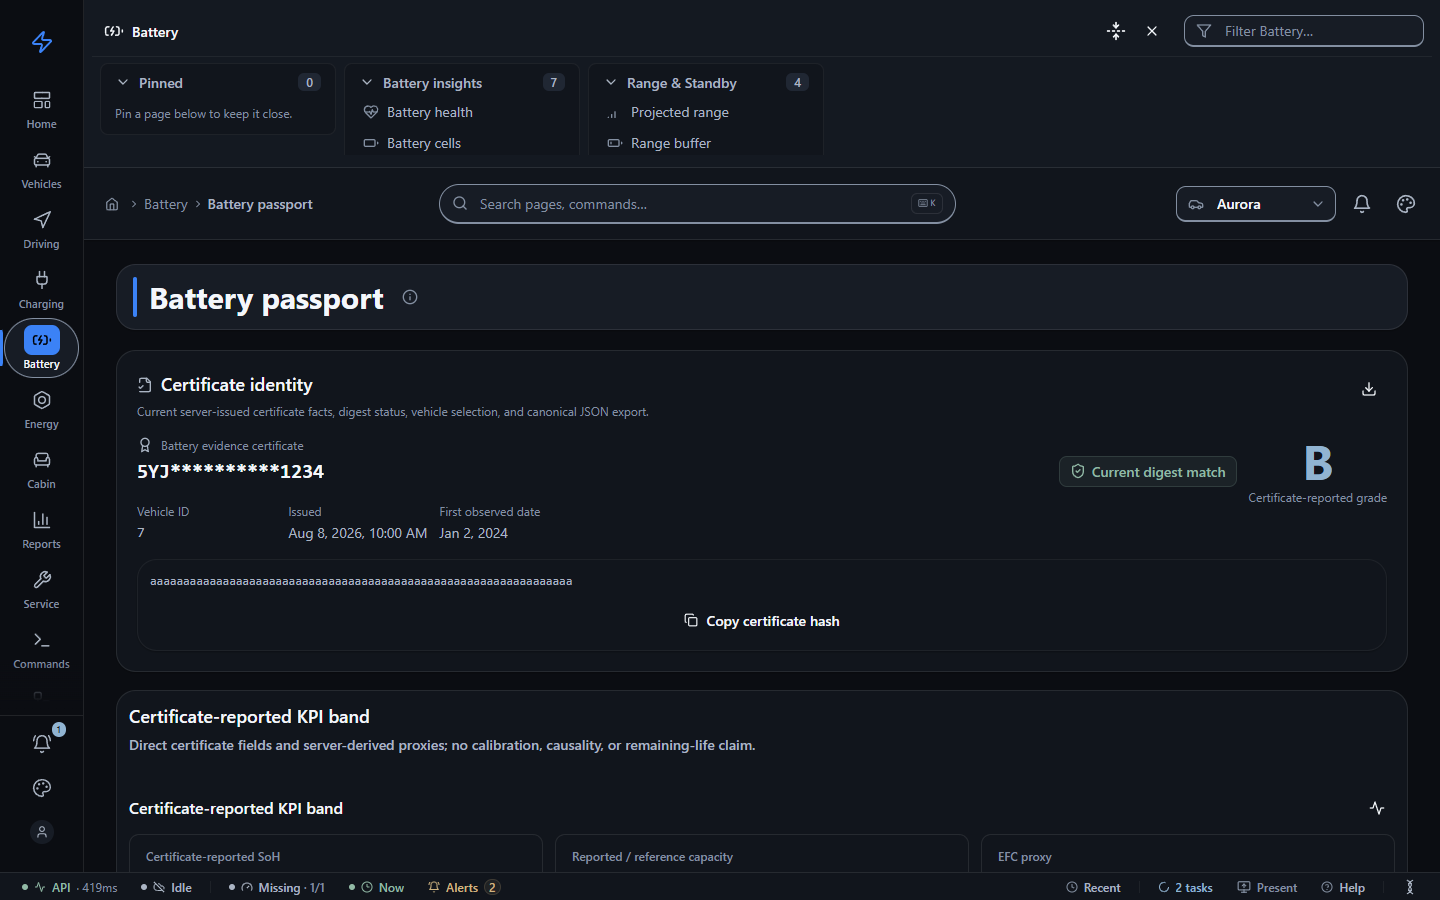 Battery
Filter Battery...
Pinned 0
Pin a page below to keep it close.
Battery insights 7
Battery health
Battery cells
Range & Standby 4
Projected range
Range buffer
Home
Vehicles
Driving
Charging
Battery
Energy
Cabin
Reports
Service
Commands
1
Battery
Battery passport
Search pages, commands...
K
Aurora
Battery passport
Certificate identity
Current server-issued certificate facts, digest status, vehicle selection, and canonical JSON export.
Battery evidence certificate
5YJ**********1234
Current digest match
B
Certificate-reported grade
Vehicle ID
7
Issued
Aug 8, 2026, 10:00 AM
First observed date
Jan 2, 2024
aaaaaaaaaaaaaaaaaaaaaaaaaaaaaaaaaaaaaaaaaaaaaaaaaaaaaaaaaaaaaaaa
Copy certificate hash
Certificate-reported KPI band
Direct certificate fields and server-derived proxies; no calibration, causality, or remaining-life claim.
Certificate-reported KPI band
Certificate-reported SoH
Reported / reference capacity
EFC proxy
API · 419ms
Idle
Missing · 1/1
Now
Alerts 2
Recent
2 tasks
Present
Help